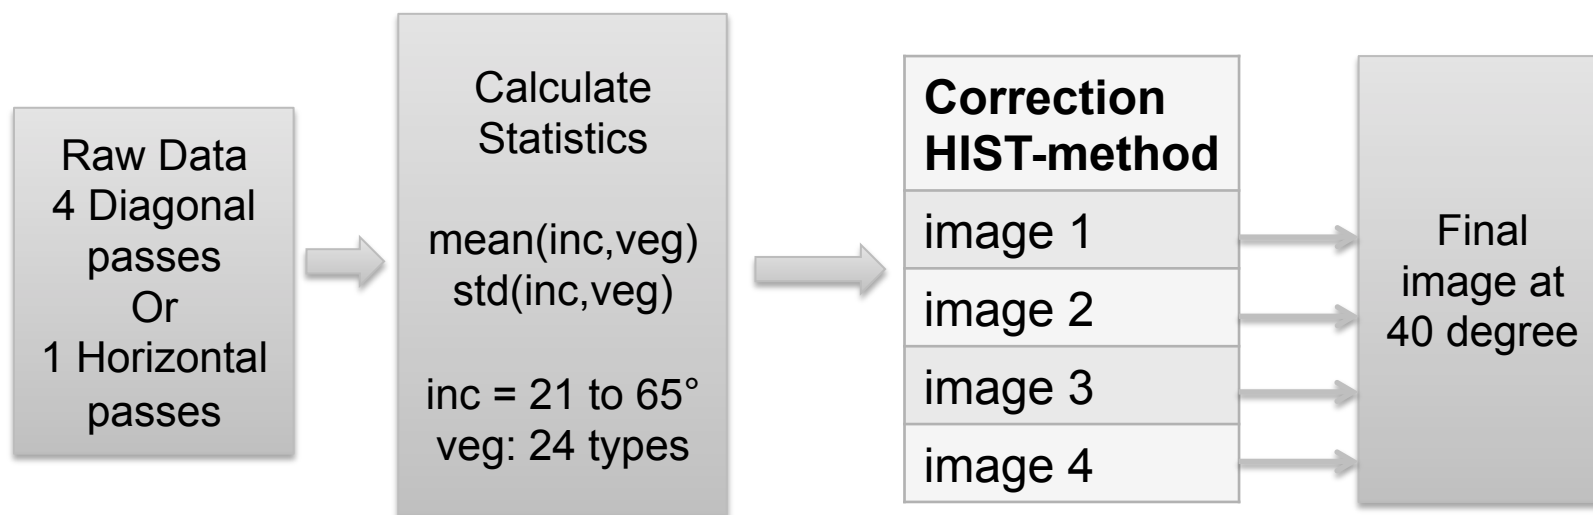 Raw Data
4 Diagonal
passes
Or
1 Horizontal
passes
Calculate
Statistics
mean(inc,veg)
std(inc,veg)
inc = 21 to 65°
veg: 24 types
Correction
HIST-method
image 1
image 2
image 3
image 4
Final
image at
40 degree